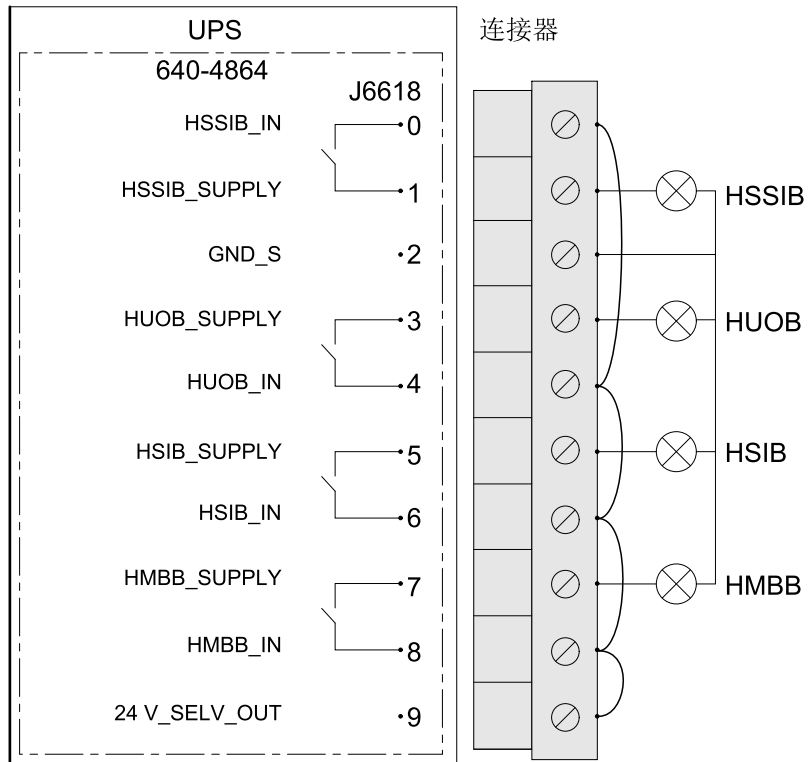 UPS
连接器
640-4864
J6618
HSSIB_IN
0
HSSIB_SUPPLY
1
HSSIB
GND_S
2
HUOB_SUPPLY
3
HUOB
HUOB_IN
4
HSIB_SUPPLY
5
HSIB
HSIB_IN
6
HMBB_SUPPLY
7
HMBB
HMBB_IN
8
24 V_SELV_OUT
9